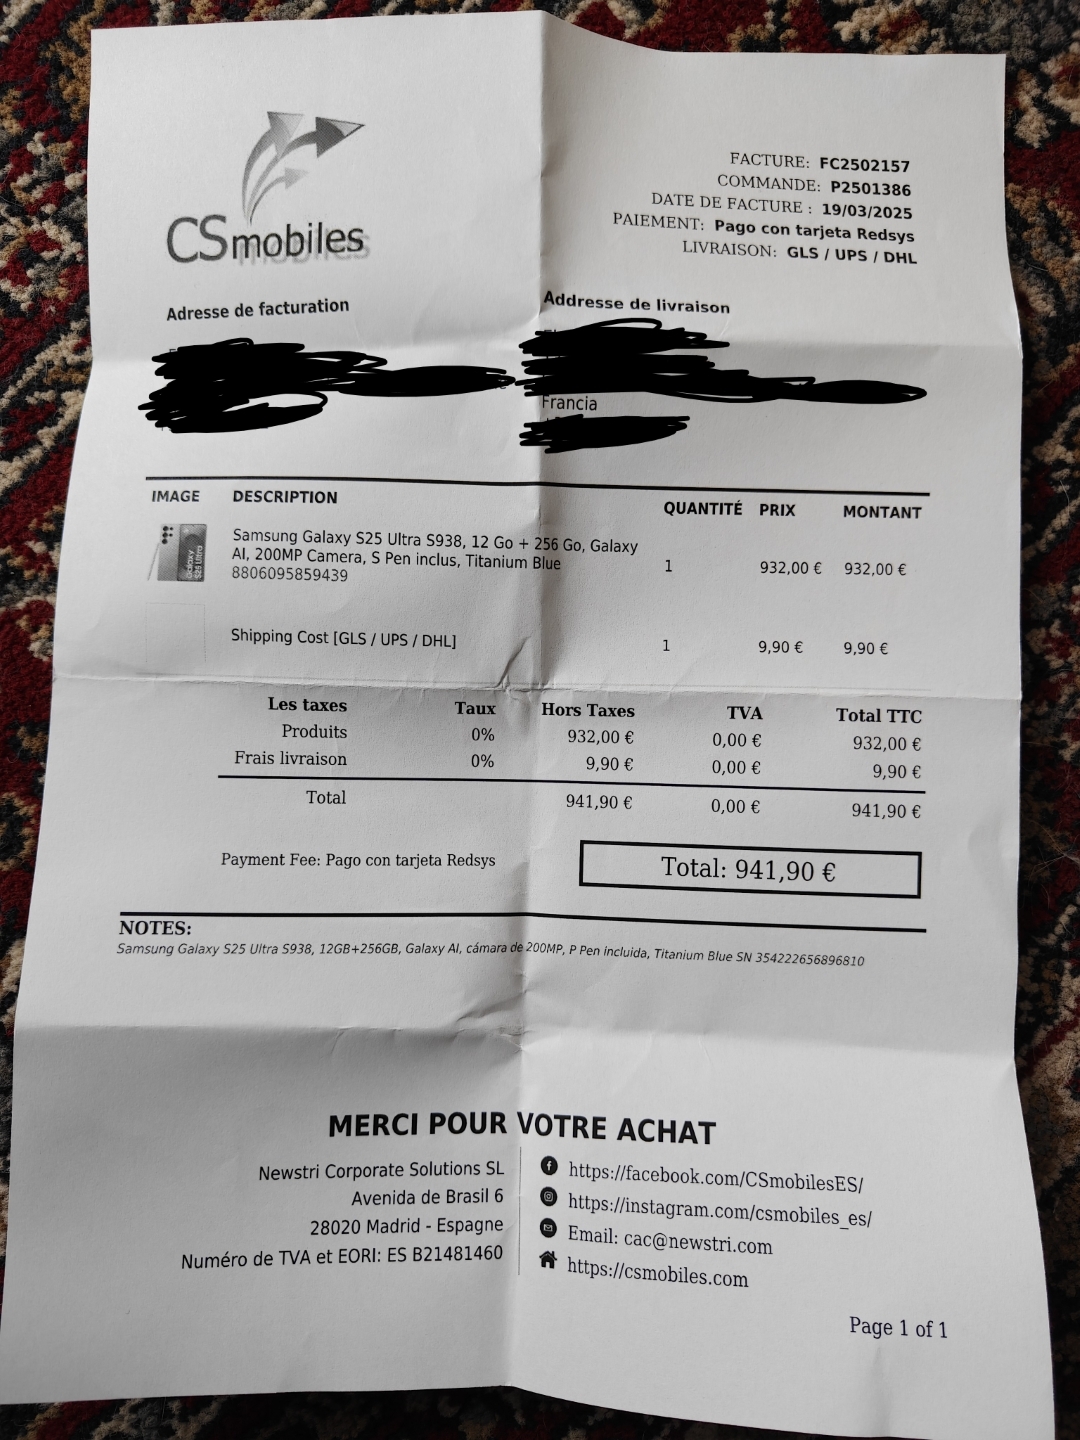 CSmobiles
FACTURE: FC2502157
COMMANDE: P2501386
DATE DE FACTURE : 19/03/2025
PAIEMENT: Pago con tarjeta Redsys
LIVRAISON: GLS / UPS / DHL
Adresse de facturation
Addresse de livraison
Francia
IMAGE DESCRIPTION QUANTITÉ PRIX MONTANT
Samsung Galaxy S25 Ultra S938, 12 Go + 256 Go, Galaxy
AI, 200MP Camera, S Pen inclus, Titanium Blue
8806095859439
1 932,00 € 932,00 €
Galaxy
S25 Ultra
Shipping Cost [GLS / UPS / DHL] 1 9,90 € 9,90 €
Les taxes Taux Hors Taxes TVA Total TTC
Produits 0% 932,00 € 0,00 € 932,00 €
Frais livraison 0% 9,90 € 0,00 € 9,90 €
Total 941,90 € 0,00 € 941,90 €
Payment Fee: Pago con tarjeta Redsys
Total: 941,90 €
NOTES:
Samsung Galaxy S25 Ultra S938, 12GB+256GB, Galaxy AI, cámara de 200MP, P Pen incluida, Titanium Blue SN 354222656896810
MERCI POUR VOTRE ACHAT
Newstri Corporate Solutions SL
Avenida de Brasil 6
28020 Madrid - Espagne
Numéro de TVA et EORI: ES B21481460
https://facebook.com/CSmobilesES/
https://instagram.com/csmobiles_es/
Email: cac@newstri.com
https://csmobiles.com
Page 1 of 1